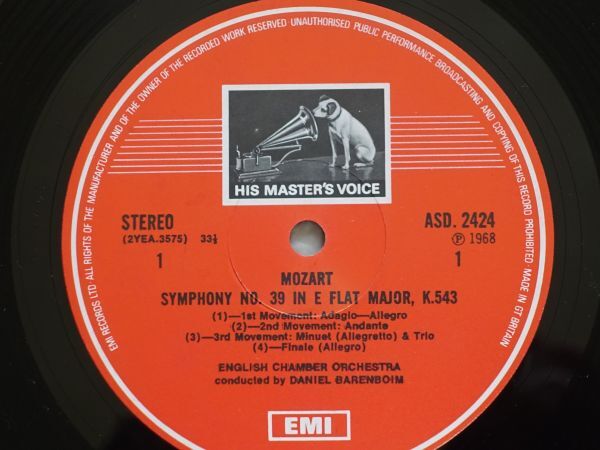 EMI RECORDS LTD ALL RIGHTS OF THE MANUFACTURER AND OF THE OWNER OF THE RECORDED WORK RESERVED UNAUTHORISED PUBLIC PERFORMANCE BROADCASTING AND COPYING OF THIS RECORD PROHIBITED MADE IN GT BRITAIN
HIS MASTER'S VOICE
STEREO ASD. 2424
(2YEA.3575) 33⅓ Ⓟ 1968
1 1
MOZART
SYMPHONY NO. 39 IN E FLAT MAJOR, K.543
(1)—1st Movement: Adagio—Allegro
(2)—2nd Movement: Andante
(3)—3rd Movement: Minuet (Allegretto) & Trio
(4)—Finale (Allegro)
ENGLISH CHAMBER ORCHESTRA
conducted by DANIEL BARENBOIM
EMI